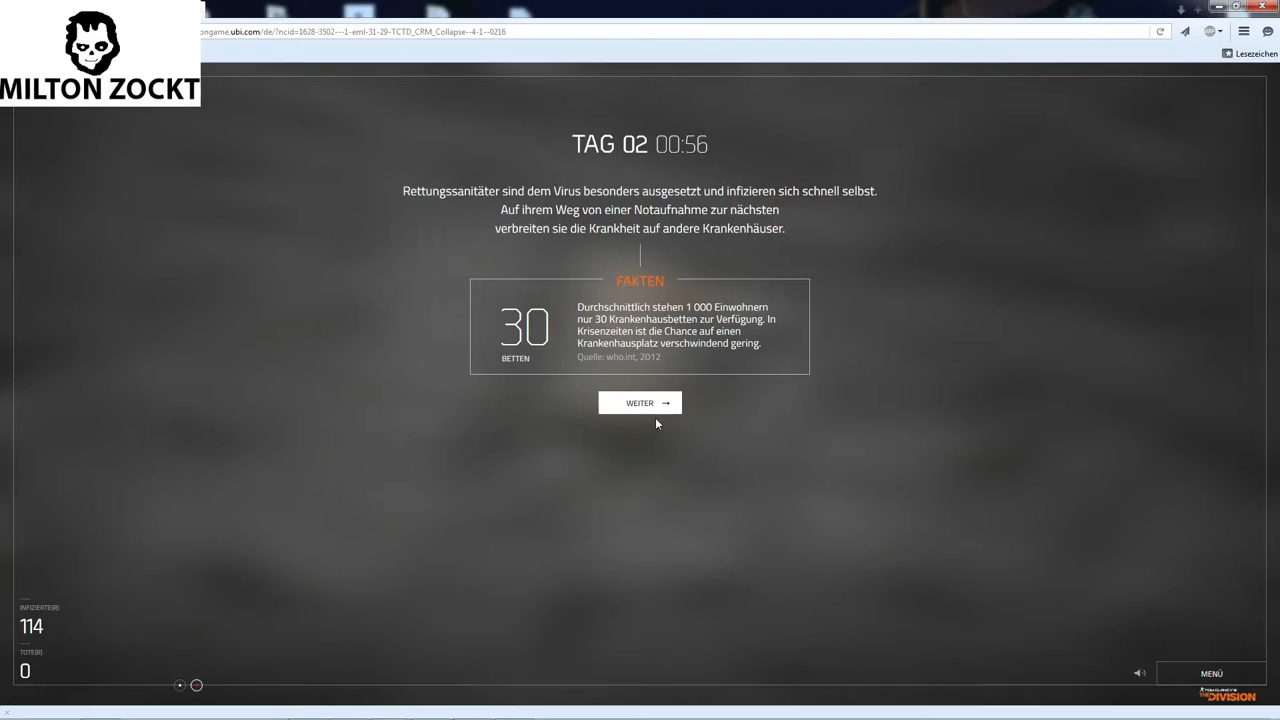 MILTON ZOCKT
ongame.ubi.com/de/?ncid=1628-3502---1-eml-31-29-TCTD_CRM_Collapse--4-1--0216
ABP
Lesezeichen
TAG 02 00:56
Rettungssanitäter sind dem Virus besonders ausgesetzt und infizieren sich schnell selbst.
Auf ihrem Weg von einer Notaufnahme zur nächsten
verbreiten sie die Krankheit auf andere Krankenhäuser.
FAKTEN
30
BETTEN
Durchschnittlich stehen 1 000 Einwohnern
nur 30 Krankenhausbetten zur Verfügung. In
Krisenzeiten ist die Chance auf einen
Krankenhausplatz verschwindend gering.
Quelle: who.int, 2012
WEITER →
INFIZIERTE(R)
114
TOTE(R)
0
MENÜ
TOM CLANCY'S
THE DIVISION